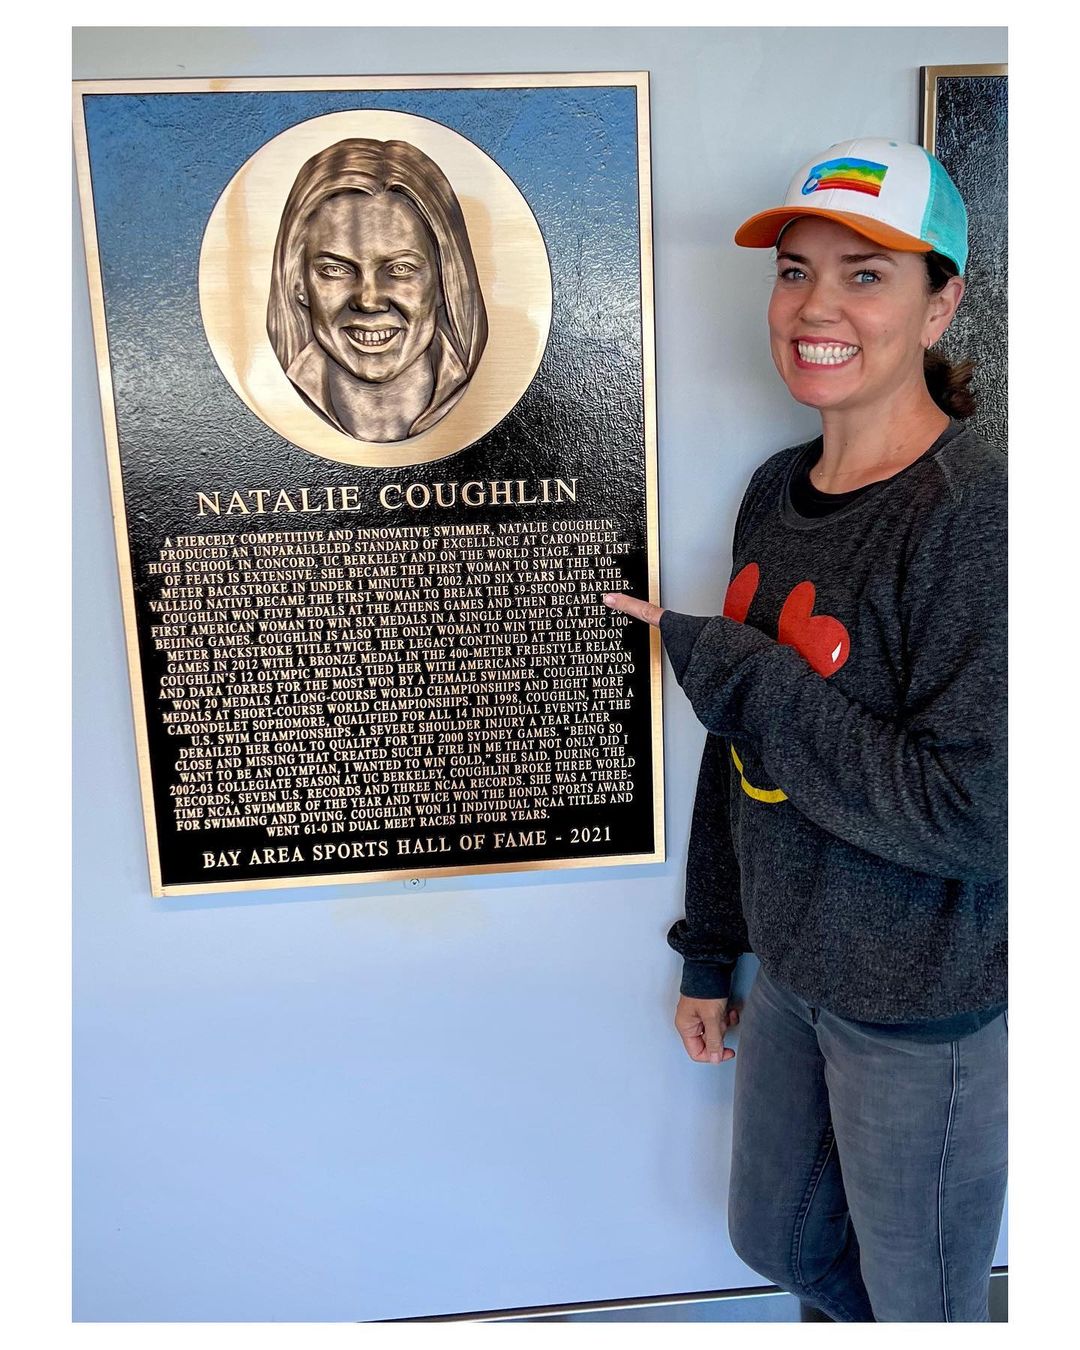 NATALIE COUGHLIN
A FIERCELY COMPETITIVE AND INNOVATIVE SWIMMER, NATALIE COUGHLIN
PRODUCED AN UNPARALLELED STANDARD OF EXCELLENCE AT CARONDELET
HIGH SCHOOL IN CONCORD, UC BERKELEY AND ON THE WORLD STAGE. HER LIST
OF FEATS IS EXTENSIVE: SHE BECAME THE FIRST WOMAN TO SWIM THE 100-
METER BACKSTROKE IN UNDER 1 MINUTE IN 2002 AND SIX YEARS LATER THE
VALLEJO NATIVE BECAME THE FIRST WOMAN TO BREAK THE 59-SECOND BARRIER.
COUGHLIN WON FIVE MEDALS AT THE ATHENS GAMES AND THEN BECAME
FIRST AMERICAN WOMAN TO WIN SIX MEDALS IN A SINGLE OLYMPICS AT THE
BEIJING GAMES. COUGHLIN IS ALSO THE ONLY WOMAN TO WIN THE OLYMPIC 100-
METER BACKSTROKE TITLE TWICE. HER LEGACY CONTINUED AT THE LONDON
GAMES IN 2012 WITH A BRONZE MEDAL IN THE 400-METER FREESTYLE RELAY.
COUGHLIN'S 12 OLYMPIC MEDALS TIED HER WITH AMERICANS JENNY THOMPSON
AND DARA TORRES FOR THE MOST WON BY A FEMALE SWIMMER. COUGHLIN ALSO
WON 20 MEDALS AT LONG-COURSE WORLD CHAMPIONSHIPS AND EIGHT MORE
MEDALS AT SHORT-COURSE WORLD CHAMPIONSHIPS. IN 1998, COUGHLIN, THEN A
CARONDELET SOPHOMORE, QUALIFIED FOR ALL 14 INDIVIDUAL EVENTS AT THE
U.S. SWIM CHAMPIONSHIPS. A SEVERE SHOULDER INJURY A YEAR LATER
DERAILED HER GOAL TO QUALIFY FOR THE 2000 SYDNEY GAMES. "BEING SO
CLOSE AND MISSING THAT CREATED SUCH A FIRE IN ME THAT NOT ONLY DID I
WANT TO BE AN OLYMPIAN, I WANTED TO WIN GOLD," SHE SAID. DURING THE
2002-03 COLLEGIATE SEASON AT UC BERKELEY, COUGHLIN BROKE THREE WORLD
RECORDS, SEVEN U.S. RECORDS AND THREE NCAA RECORDS. SHE WAS A THREE-
TIME NCAA SWIMMER OF THE YEAR AND TWICE WON THE HONDA SPORTS AWARD
FOR SWIMMING AND DIVING. COUGHLIN WON 11 INDIVIDUAL NCAA TITLES AND
WENT 61-0 IN DUAL MEET RACES IN FOUR YEARS.
BAY AREA SPORTS HALL OF FAME - 2021